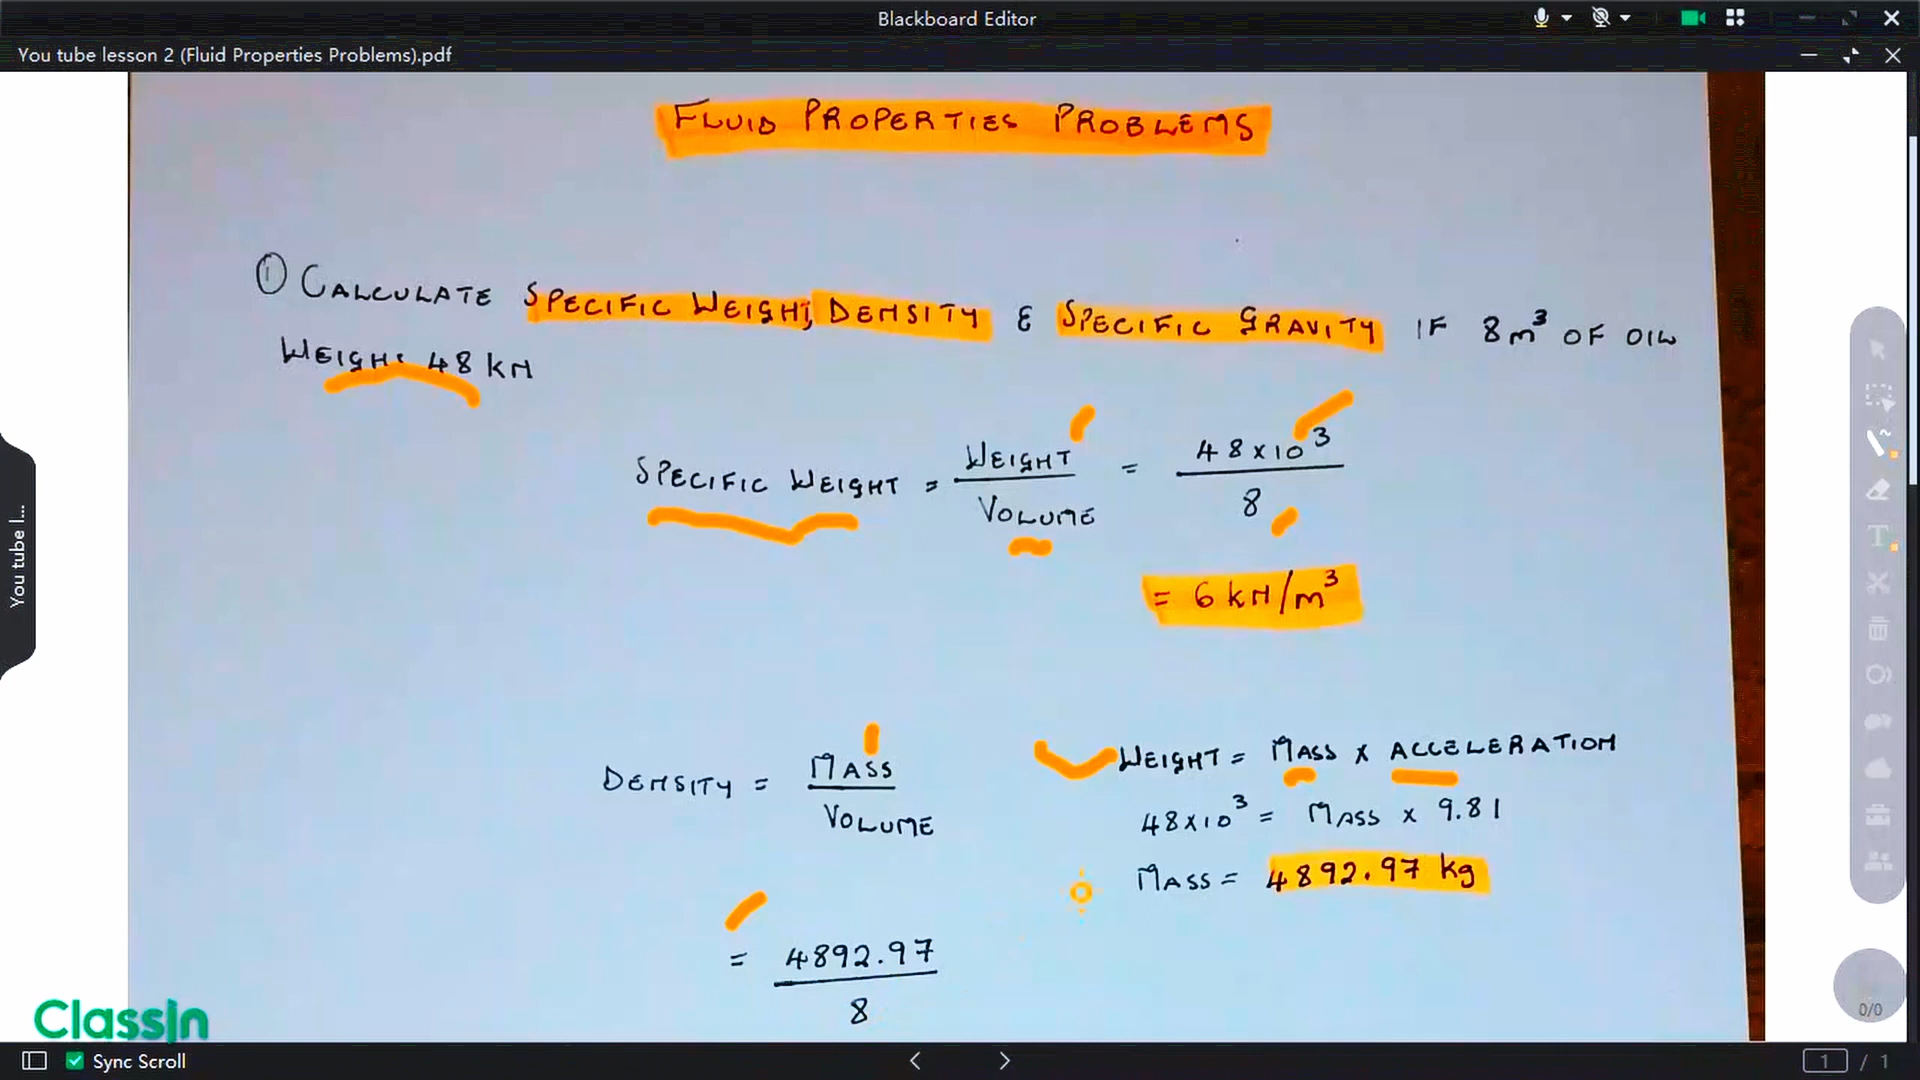 Blackboard Editor
You tube lesson 2 (Fluid Properties Problems).pdf
FLUID PROPERTIES PROBLEMS
① CALCULATE SPECIFIC WEIGHT, DENSITY & SPECIFIC GRAVITY IF 8m³ OF OIL
WEIGHS 48 kN
SPECIFIC WEIGHT = WEIGHT / VOLUME = 48×10³ / 8
= 6 kN/m³
DENSITY = MASS / VOLUME
WEIGHT = MASS × ACCELERATION
48×10³ = MASS × 9.81
MASS = 4892.97 kg
= 4892.97 / 8
You tube l...
T
0/0
ClassIn
Sync Scroll
1 / 1